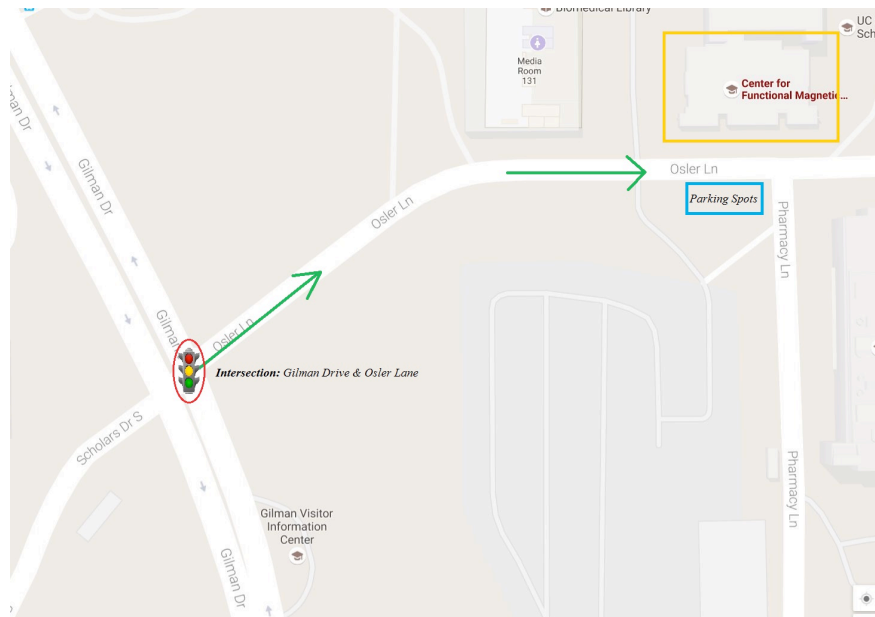 Biomedical Library
UC
Sch
Media
Room
131
Center for
Functional Magnetic...
Gilman Dr
Osler Ln
Osler Ln
Parking Spots
Pharmacy Ln
Osler Ln
Intersection: Gilman Drive & Osler Lane
Scholars Dr S
Gilman Visitor
Information
Center
Gilman Dr
Pharmacy Ln